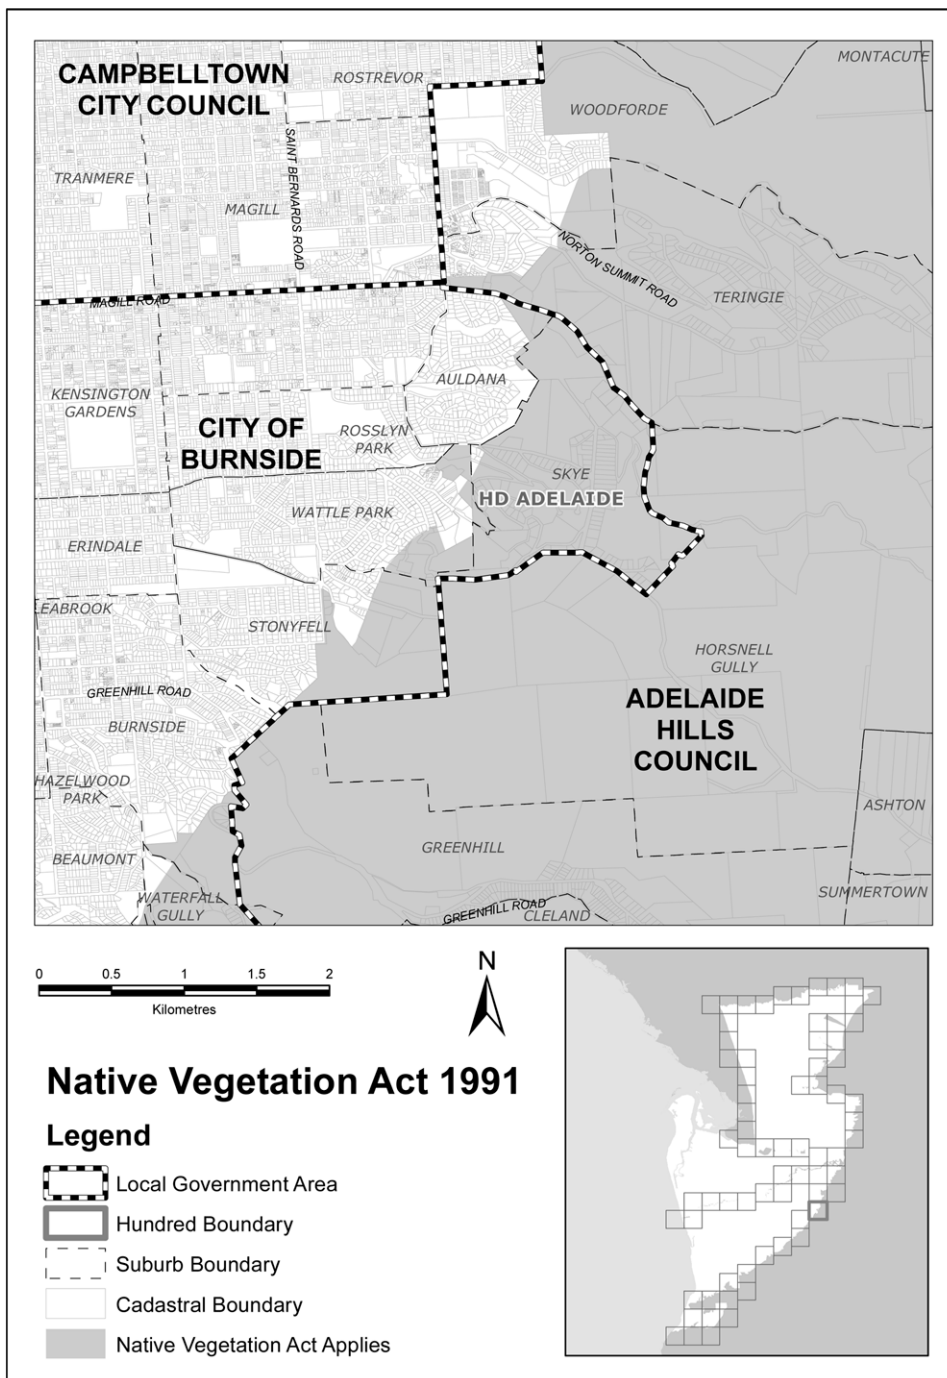 CAMPBELLTOWN
CITY COUNCIL
ROSTREVOR
MONTACUTE
WOODFORDE
SAINT BERNARDS ROAD
TRANMERE
MAGILL
NORTON SUMMIT ROAD
TERINGIE
MAGILL ROAD
AULDANA
KENSINGTON
GARDENS
CITY OF
BURNSIDE
ROSSLYN
PARK
SKYE
HD ADELAIDE
WATTLE PARK
ERINDALE
EABROOK
STONYFELL
HORSNELL
GULLY
GREENHILL ROAD
ADELAIDE
HILLS
COUNCIL
BURNSIDE
HAZELWOOD
PARK
ASHTON
GREENHILL
BEAUMONT
WATERFALL
GULLY
SUMMERTOWN
GREENHILL ROAD
CLELAND
0 0.5 1 1.5 2
Kilometres
N
Native Vegetation Act 1991
Legend
Local Government Area
Hundred Boundary
Suburb Boundary
Cadastral Boundary
Native Vegetation Act Applies